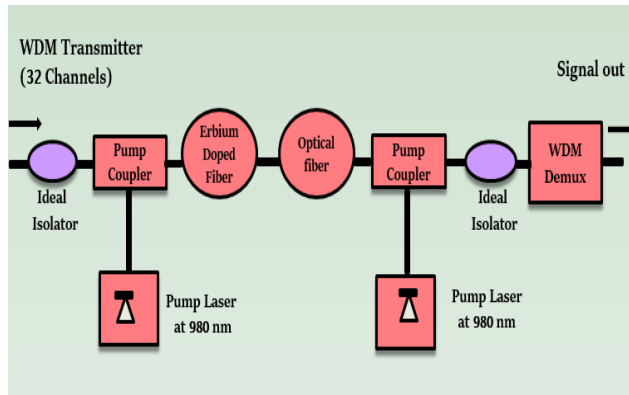 WDM Transmitter
(32 Channels)
Signal out
Erbium
Doped
Fiber
Optical
fiber
Pump
Coupler
Pump
Coupler
WDM
Demux
Ideal
Isolator
Ideal
Isolator
Pump Laser
at 980 nm
Pump Laser
at 980 nm